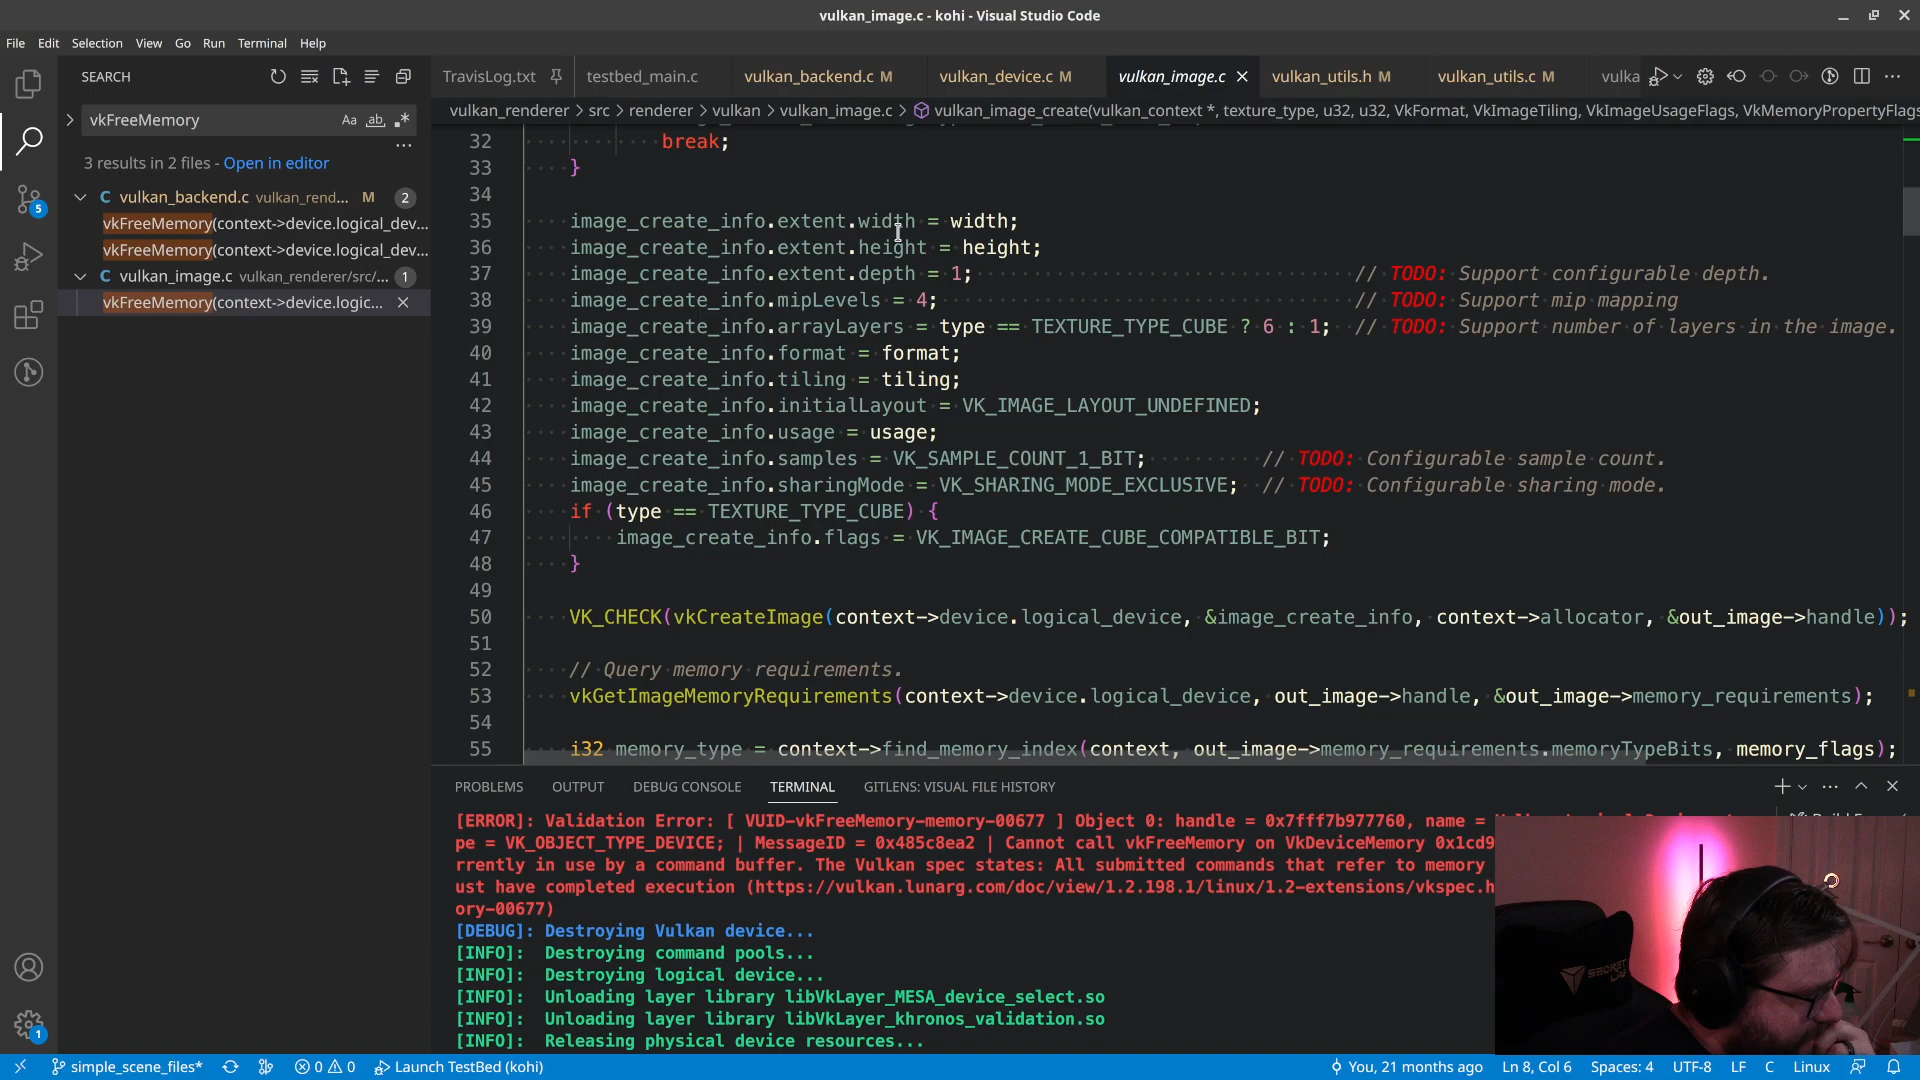 vulkan_image.c - kohi - Visual Studio Code
File Edit Selection View Go Run Terminal Help
SEARCH
TravisLog.txt testbed_main.c vulkan_backend.c M vulkan_device.c M vulkan_image.c vulkan_utils.h M vulkan_utils.c M vulka
vulkan_renderer > src > renderer > vulkan > vulkan_image.c > vulkan_image_create(vulkan_context *, texture_type, u32, u32, VkFormat, VkImageTiling, VkImageUsageFlags, VkMemoryPropertyFlags
vkFreeMemory Aa ab .*
3 results in 2 files - Open in editor
C vulkan_backend.c vulkan_rend... M 2
vkFreeMemory(context->device.logical_dev...
vkFreeMemory(context->device.logical_dev...
C vulkan_image.c vulkan_renderer/src/... 1
vkFreeMemory(context->device.logic...
32 break;
33 }
34
35 image_create_info.extent.width = width;
36 image_create_info.extent.height = height;
37 image_create_info.extent.depth = 1; // TODO: Support configurable depth.
38 image_create_info.mipLevels = 4; // TODO: Support mip mapping
39 image_create_info.arrayLayers = type == TEXTURE_TYPE_CUBE ? 6 : 1; // TODO: Support number of layers in the image.
40 image_create_info.format = format;
41 image_create_info.tiling = tiling;
42 image_create_info.initialLayout = VK_IMAGE_LAYOUT_UNDEFINED;
43 image_create_info.usage = usage;
44 image_create_info.samples = VK_SAMPLE_COUNT_1_BIT; // TODO: Configurable sample count.
45 image_create_info.sharingMode = VK_SHARING_MODE_EXCLUSIVE; // TODO: Configurable sharing mode.
46 if (type == TEXTURE_TYPE_CUBE) {
47 image_create_info.flags = VK_IMAGE_CREATE_CUBE_COMPATIBLE_BIT;
48 }
49
50 VK_CHECK(vkCreateImage(context->device.logical_device, &image_create_info, context->allocator, &out_image->handle));
51
52 // Query memory requirements.
53 vkGetImageMemoryRequirements(context->device.logical_device, out_image->handle, &out_image->memory_requirements);
54
55 i32 memory_type = context->find_memory_index(context, out_image->memory_requirements.memoryTypeBits, memory_flags);
PROBLEMS OUTPUT DEBUG CONSOLE TERMINAL GITLENS: VISUAL FILE HISTORY
[ERROR]: Validation Error: [ VUID-vkFreeMemory-memory-00677 ] Object 0: handle = 0x7fff7b977760, name =
pe = VK_OBJECT_TYPE_DEVICE; | MessageID = 0x485c8ea2 | Cannot call vkFreeMemory on VkDeviceMemory 0x1cd9
rrently in use by a command buffer. The Vulkan spec states: All submitted commands that refer to memory
ust have completed execution (https://vulkan.lunarg.com/doc/view/1.2.198.1/linux/1.2-extensions/vkspec.h
ory-00677)
[DEBUG]: Destroying Vulkan device...
[INFO]: Destroying command pools...
[INFO]: Destroying logical device...
[INFO]: Unloading layer library libVkLayer_MESA_device_select.so
[INFO]: Unloading layer library libVkLayer_khronos_validation.so
[INFO]: Releasing physical device resources...
SECRET
5
1
simple_scene_files* 0 0 Launch TestBed (kohi) You, 21 months ago Ln 8, Col 6 Spaces: 4 UTF-8 LF C Linux